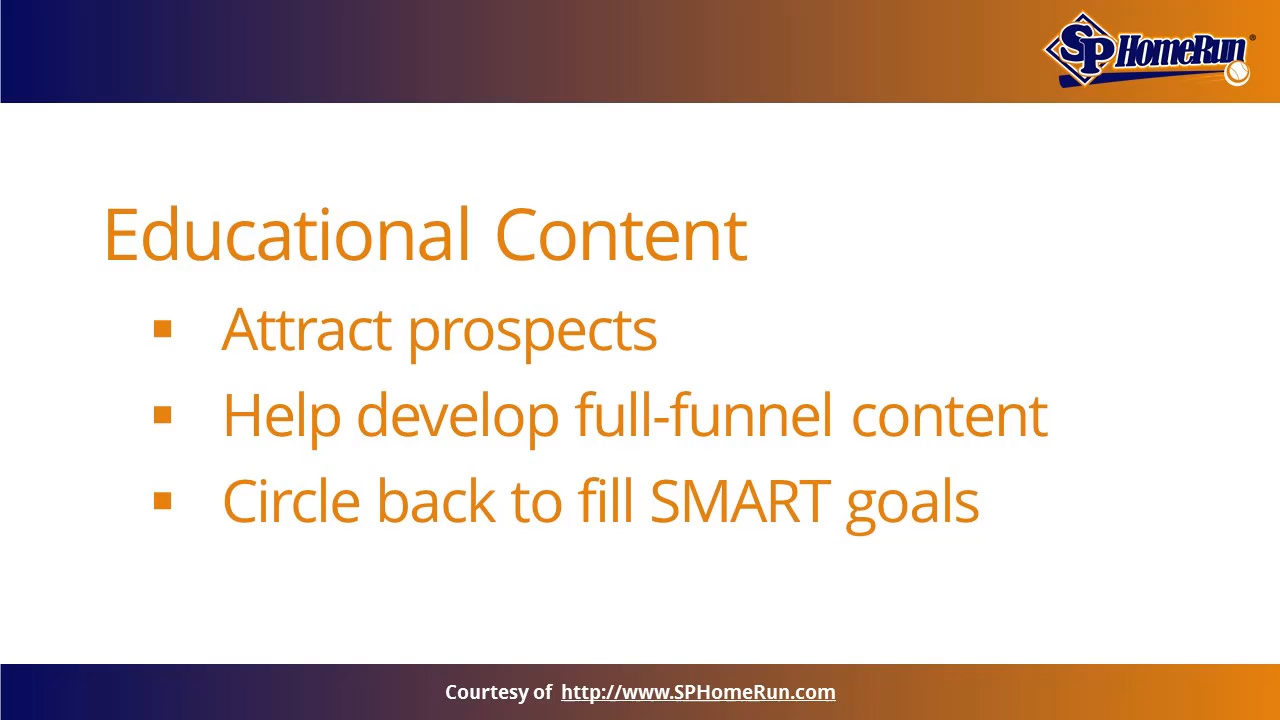 SP HomeRun®
Educational Content
▪ Attract prospects
▪ Help develop full-funnel content
▪ Circle back to fill SMART goals
Courtesy of http://www.SPHomeRun.com